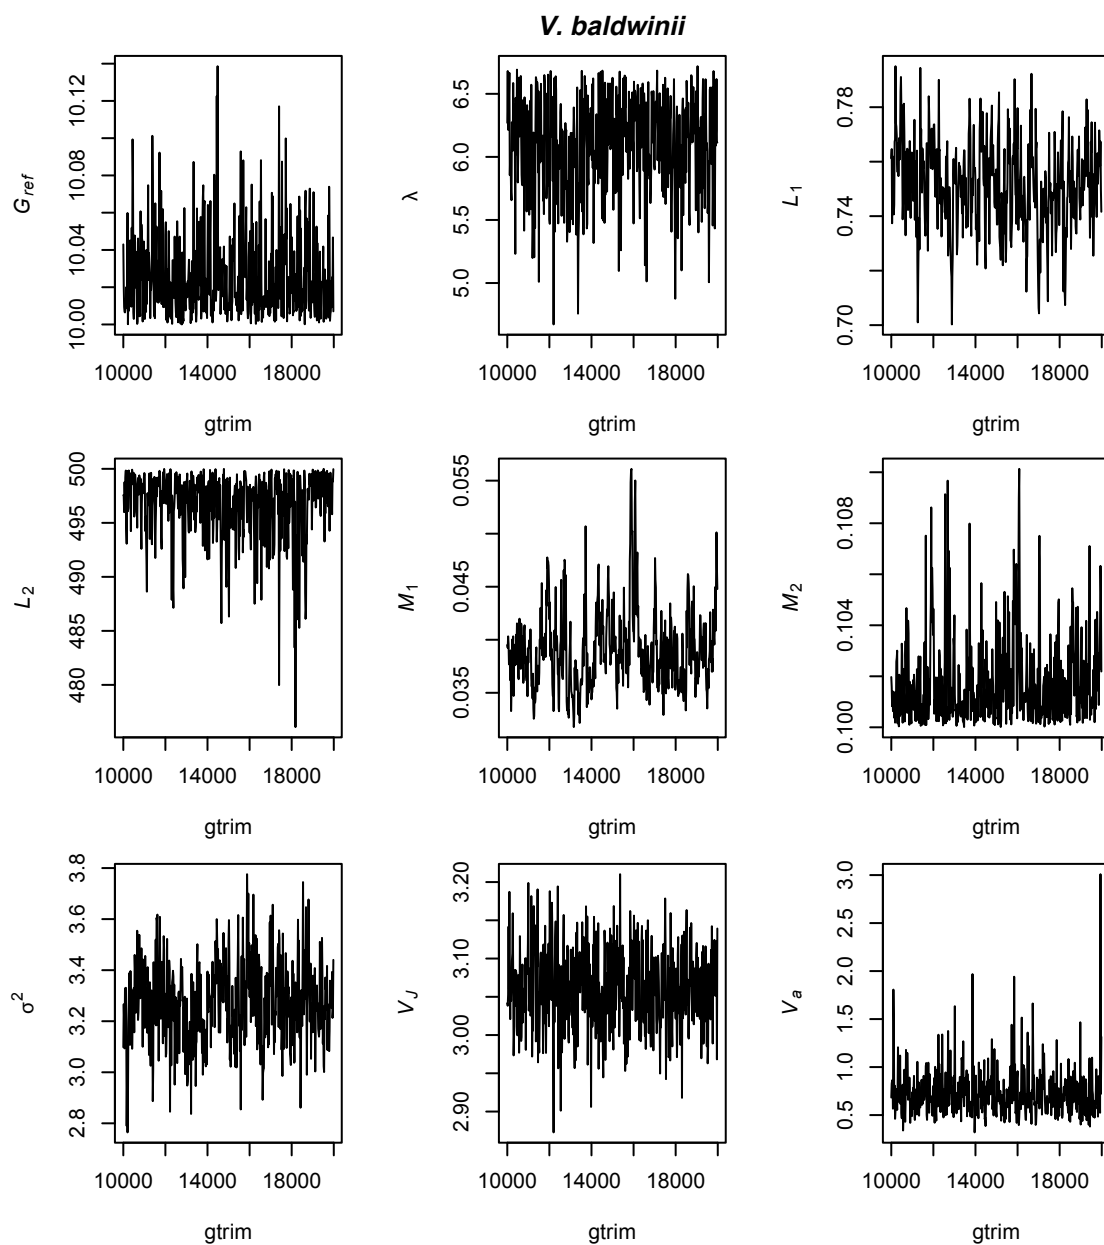 V. baldwinii
G_ref
10.00 10.04 10.08 10.12
10000 14000 18000
gtrim
λ
5.0 5.5 6.0 6.5
10000 14000 18000
gtrim
L_1
0.70 0.74 0.78
10000 14000 18000
gtrim
L_2
480 485 490 495 500
10000 14000 18000
gtrim
M_1
0.035 0.045 0.055
10000 14000 18000
gtrim
M_2
0.100 0.104 0.108
10000 14000 18000
gtrim
σ²
2.8 3.0 3.2 3.4 3.6 3.8
10000 14000 18000
gtrim
V_J
2.90 3.00 3.10 3.20
10000 14000 18000
gtrim
V_a
0.5 1.0 1.5 2.0 2.5 3.0
10000 14000 18000
gtrim